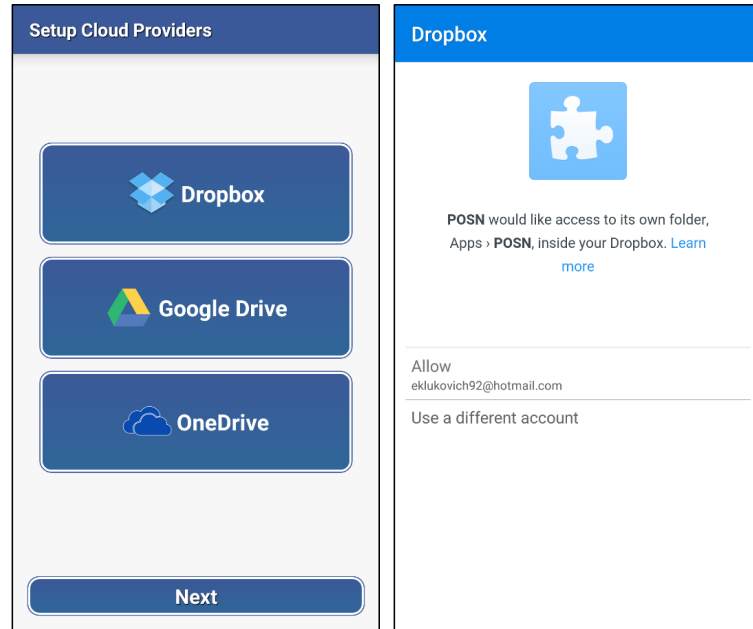 Setup Cloud Providers
Dropbox
Google Drive
OneDrive
Next
Dropbox
POSN would like access to its own folder,
Apps › POSN, inside your Dropbox. Learn
more
Allow
eklukovich92@hotmail.com
Use a different account